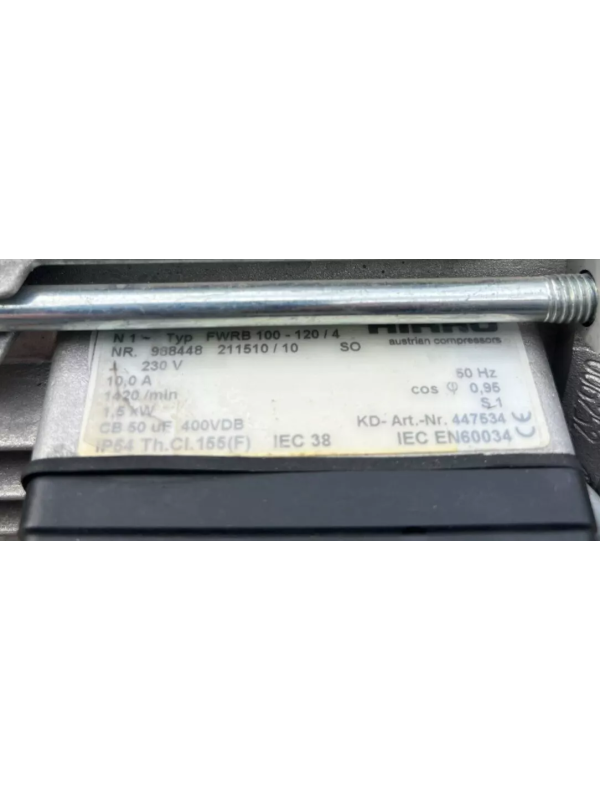 N 1 ~ Typ FWRB 100 - 120 / 4
austrian compressors
NR. 988448 211510 / 10 SO
230 V 50 Hz
10,0 A cos φ 0,95
1420 /min S 1
1,5 kW KD- Art.-Nr. 447534 CE
CB 50 uF 400VDB
IP54 Th.Cl.155(F) IEC 38 IEC EN60034